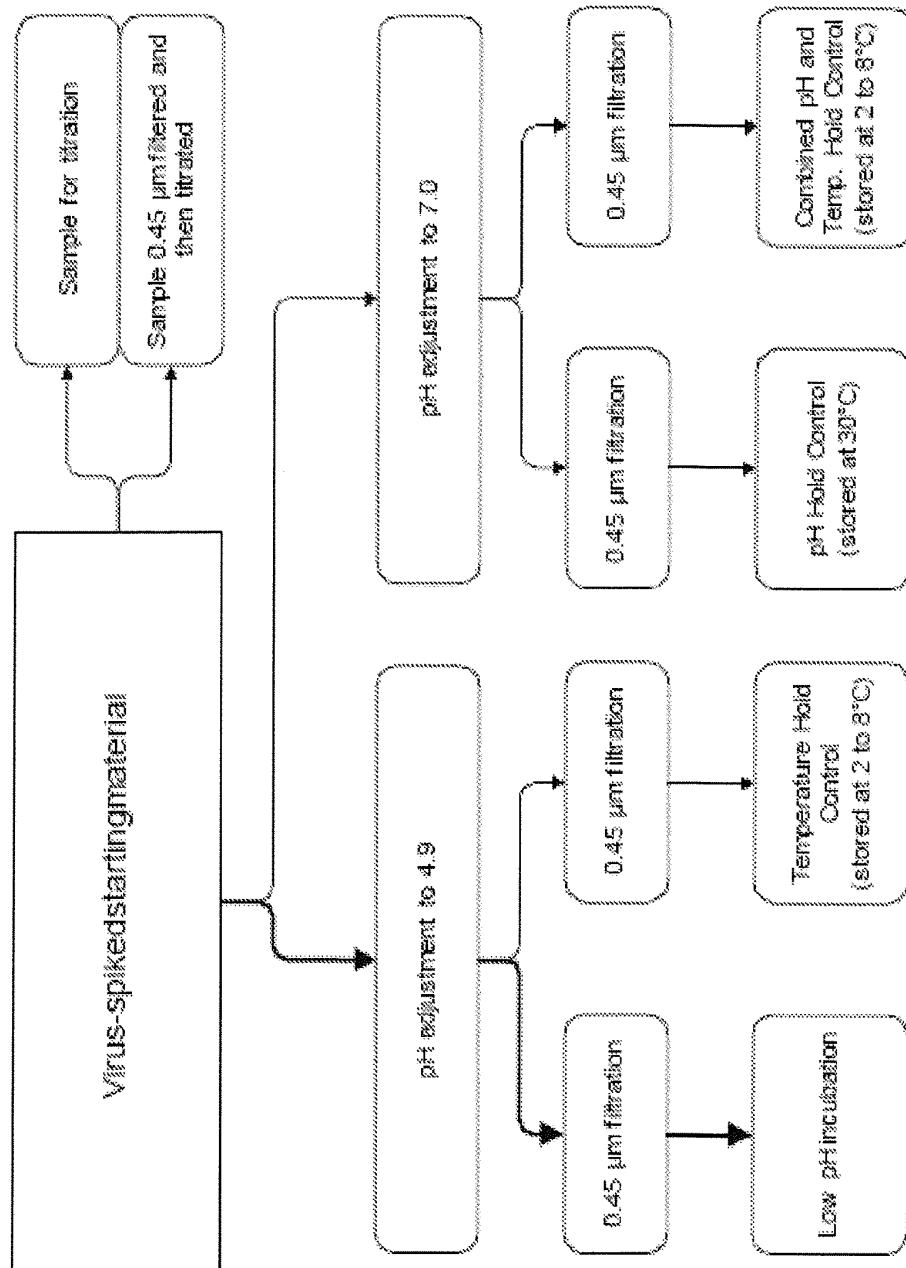 Virus-spikedstartingmaterial
Sample for titration
Sample 0.45 µm filtered and
then titrated
pH adjustment to 4.9
pH adjustment to 7.0
0.45 µm filtration
0.45 µm filtration
0.45 µm filtration
0.45 µm filtration
Low pH incubation
Temperature Hold
Control
(stored at 2 to 8°C)
pH Hold Control
(stored at 30°C)
Combined pH and
Temp. Hold Control
(stored at 2 to 8°C)